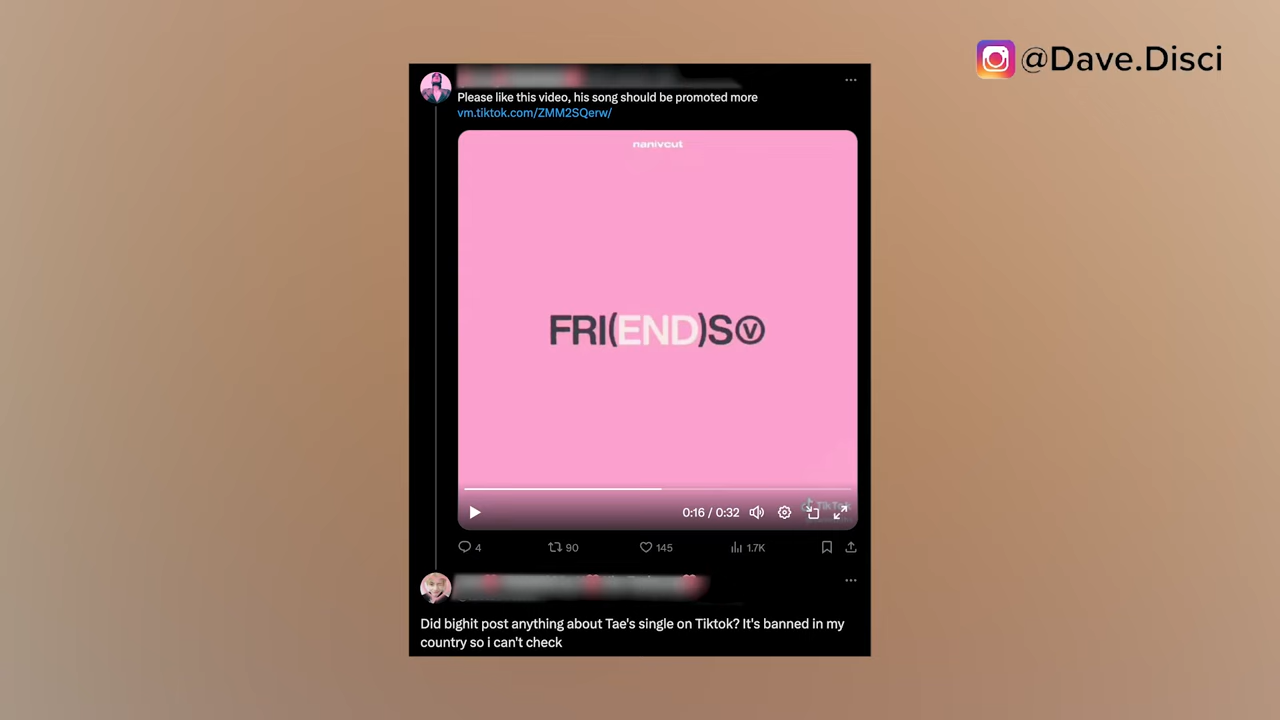 @Dave.Disci
Please like this video, his song should be promoted more
vm.tiktok.com/ZMM2SQerw/
nanivcut
FRI(END)S Ⓥ
0:16 / 0:32
TikTok
4 90 145 1.7K
Did bighit post anything about Tae's single on Tiktok? It's banned in my
country so i can't check